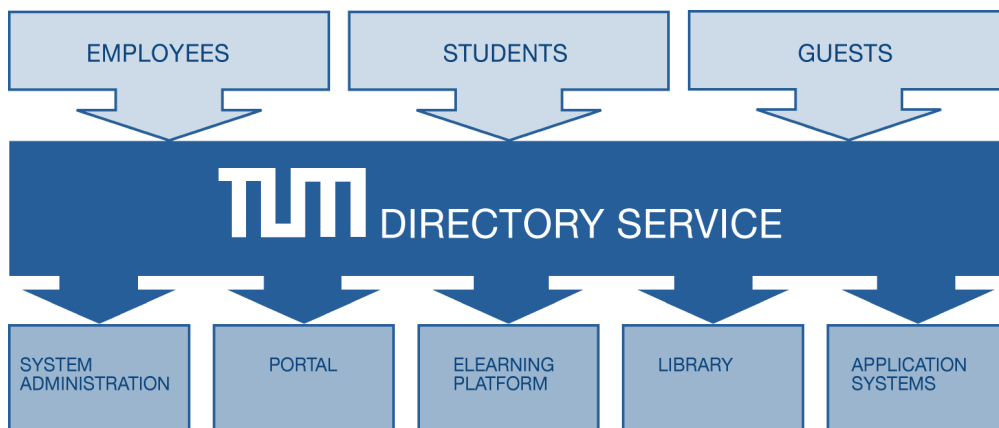 EMPLOYEES
STUDENTS
GUESTS
TUM DIRECTORY SERVICE
SYSTEM
ADMINISTRATION
PORTAL
ELEARNING
PLATFORM
LIBRARY
APPLICATION
SYSTEMS